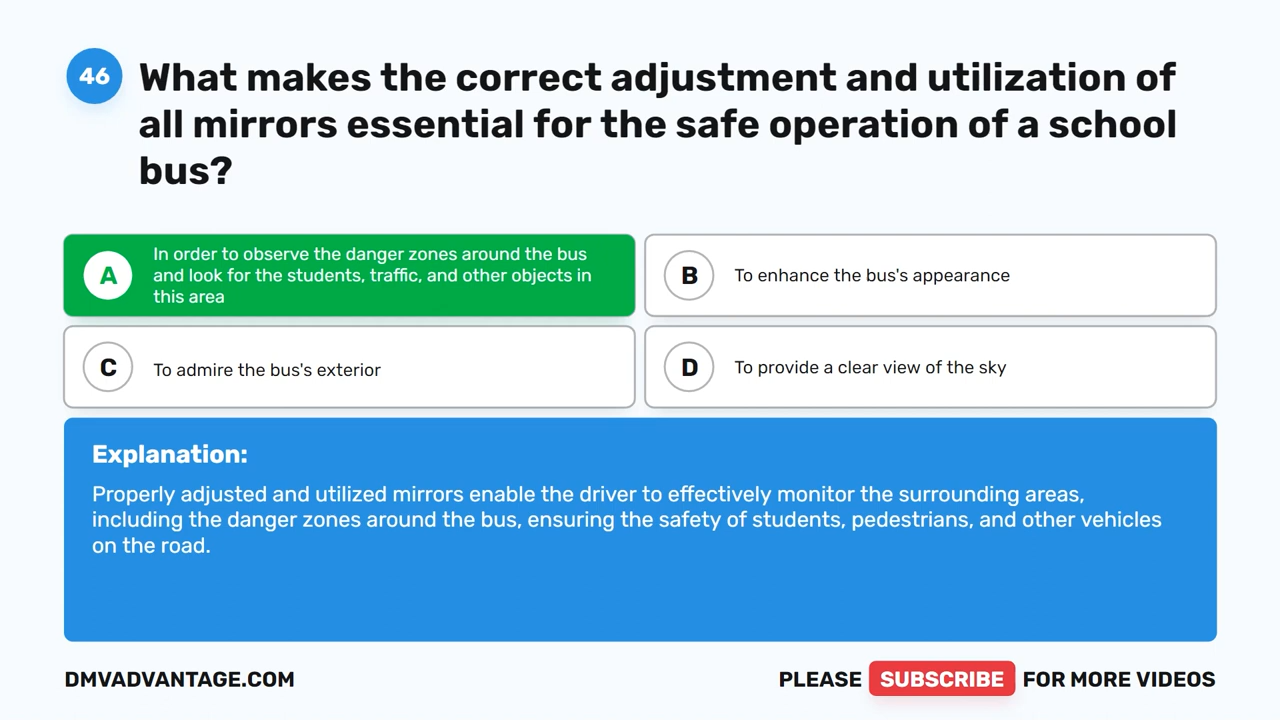 46
What makes the correct adjustment and utilization of
all mirrors essential for the safe operation of a school
bus?
A
In order to observe the danger zones around the bus
and look for the students, traffic, and other objects in
this area
B
To enhance the bus's appearance
C
To admire the bus's exterior
D
To provide a clear view of the sky
Explanation:
Properly adjusted and utilized mirrors enable the driver to effectively monitor the surrounding areas,
including the danger zones around the bus, ensuring the safety of students, pedestrians, and other vehicles
on the road.
DMVADVANTAGE.COM
PLEASE SUBSCRIBE FOR MORE VIDEOS